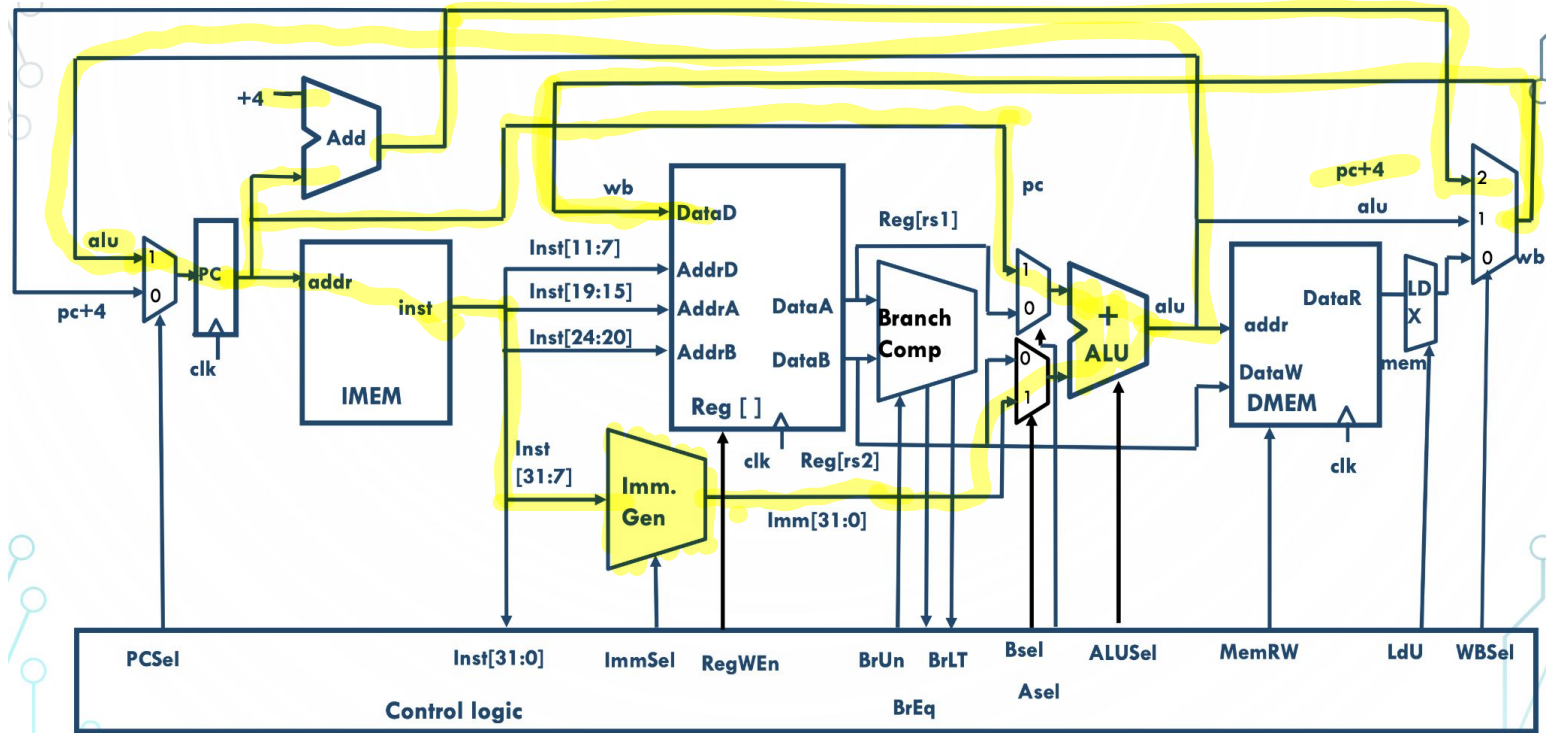 +4
Add
pc
pc+4
2
wb
DataD
Reg[rs1]
alu
alu
1
1
PC
0
pc+4
clk
addr
inst
IMEM
Inst[11:7]
AddrD
Inst[19:15]
AddrA
Inst[24:20]
AddrB
DataA
DataB
Reg [ ]
clk
Reg[rs2]
Branch
Comp
1
0
0
1
+
ALU
alu
addr
DataR
DataW
DMEM
clk
LD
X
mem
0
wb
Inst
[31:7]
Imm.
Gen
Imm[31:0]
PCSel
Inst[31:0]
ImmSel
RegWEn
BrUn
BrLT
Bsel
ALUSel
MemRW
LdU
WBSel
Asel
BrEq
Control logic